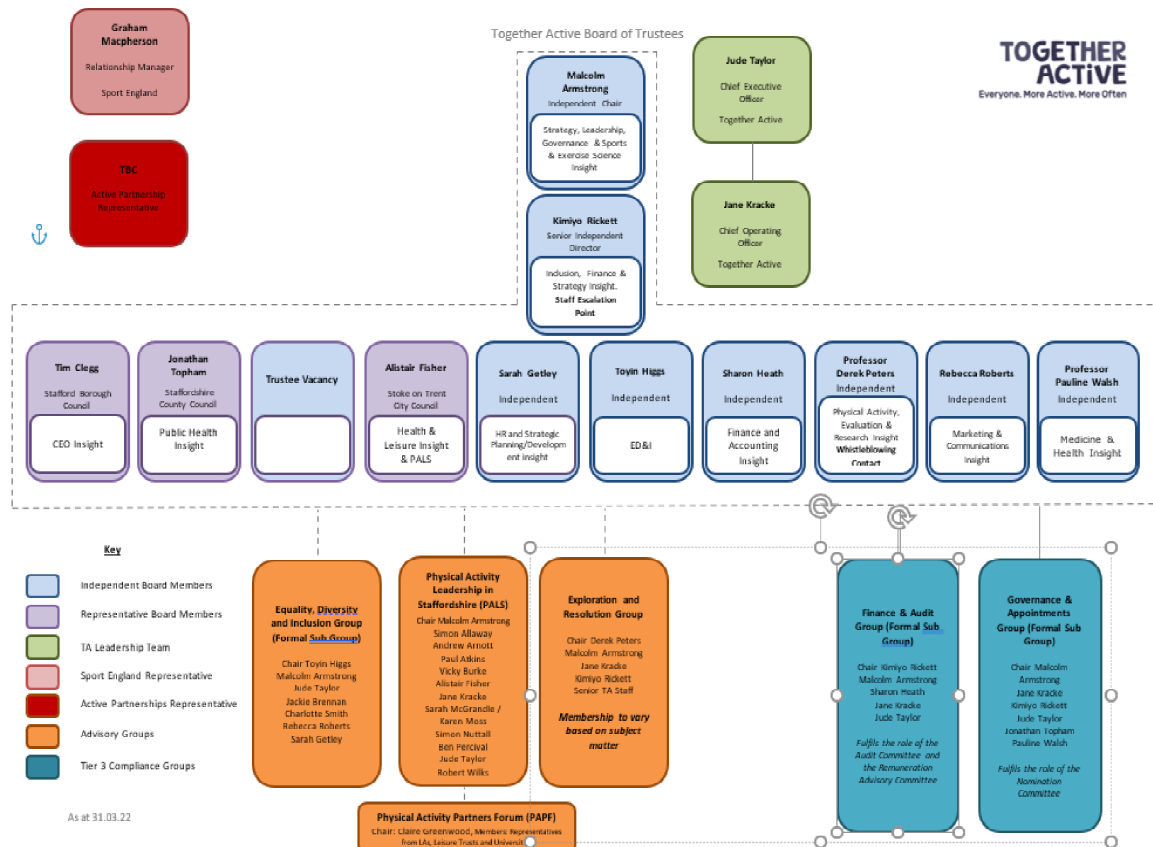 Graham
Macpherson
Relationship Manager
Sport England
TBC
Active Partnership
Representative
Together Active Board of Trustees
Malcolm
Armstrong
Independent Chair
Strategy, Leadership,
Governance & Sports
& Exercise Science
Insight
Kimiyo Rickett
Senior Independent
Director
Inclusion, Finance &
Strategy Insight.
Staff Escalation
Point
Jude Taylor
Chief Executive
Officer
Together Active
Jane Kracke
Chief Operating
Officer
Together Active
TOGETHER
ACTiVE
Everyone. More Active. More Often
Tim Clegg
Stafford Borough
Council
CEO Insight
Jonathan
Topham
Staffordshire
County Council
Public Health
Insight
Trustee Vacancy
Alistair Fisher
Stoke on Trent
City Council
Health &
Leisure Insight
& PALS
Sarah Getley
Independent
HR and Strategic
Planning/Developm
ent insight
Toyin Higgs
Independent
ED&I
Sharon Heath
Independent
Finance and
Accounting
Insight
Professor
Derek Peters
Independent
Physical Activity,
Evaluation &
Research Insight
Whistleblowing
Contact
Rebecca Roberts
Independent
Marketing &
Communications
Insight
Professor
Pauline Walsh
Independent
Medicine &
Health Insight
Key
Independent Board Members
Representative Board Members
TA Leadership Team
Sport England Representative
Active Partnerships Representative
Advisory Groups
Tier 3 Compliance Groups
As at 31.03.22
Equality, Diversity
and Inclusion Group
(Formal Sub Group)
Chair Toyin Higgs
Malcolm Armstrong
Jude Taylor
Jackie Brennan
Charlotte Smith
Rebecca Roberts
Sarah Getley
Physical Activity
Leadership in
Staffordshire (PALS)
Chair Malcolm Armstrong
Simon Allaway
Andrew Arnott
Paul Atkins
Vicky Burke
Alistair Fisher
Jane Kracke
Sarah McGrandle /
Karen Moss
Simon Nuttall
Ben Percival
Jude Taylor
Robert Wilks
Exploration and
Resolution Group
Chair Derek Peters
Malcolm Armstrong
Jane Kracke
Kimiyo Rickett
Senior TA Staff
Membership to vary
based on subject
matter
Finance & Audit
Group (Formal Sub
Group)
Chair Kimiyo Rickett
Malcolm Armstrong
Sharon Heath
Jane Kracke
Jude Taylor
Fulfils the role of the
Audit Committee and
the Remuneration
Advisory Committee
Governance &
Appointments
Group (Formal Sub
Group)
Chair Malcolm
Armstrong
Jane Kracke
Kimiyo Rickett
Jude Taylor
Jonathan Topham
Pauline Walsh
Fulfils the role of the
Nomination
Committee
Physical Activity Partners Forum (PAPF)
Chair: Claire Greenwood, Members: Representatives
from LAs, Leisure Trusts and